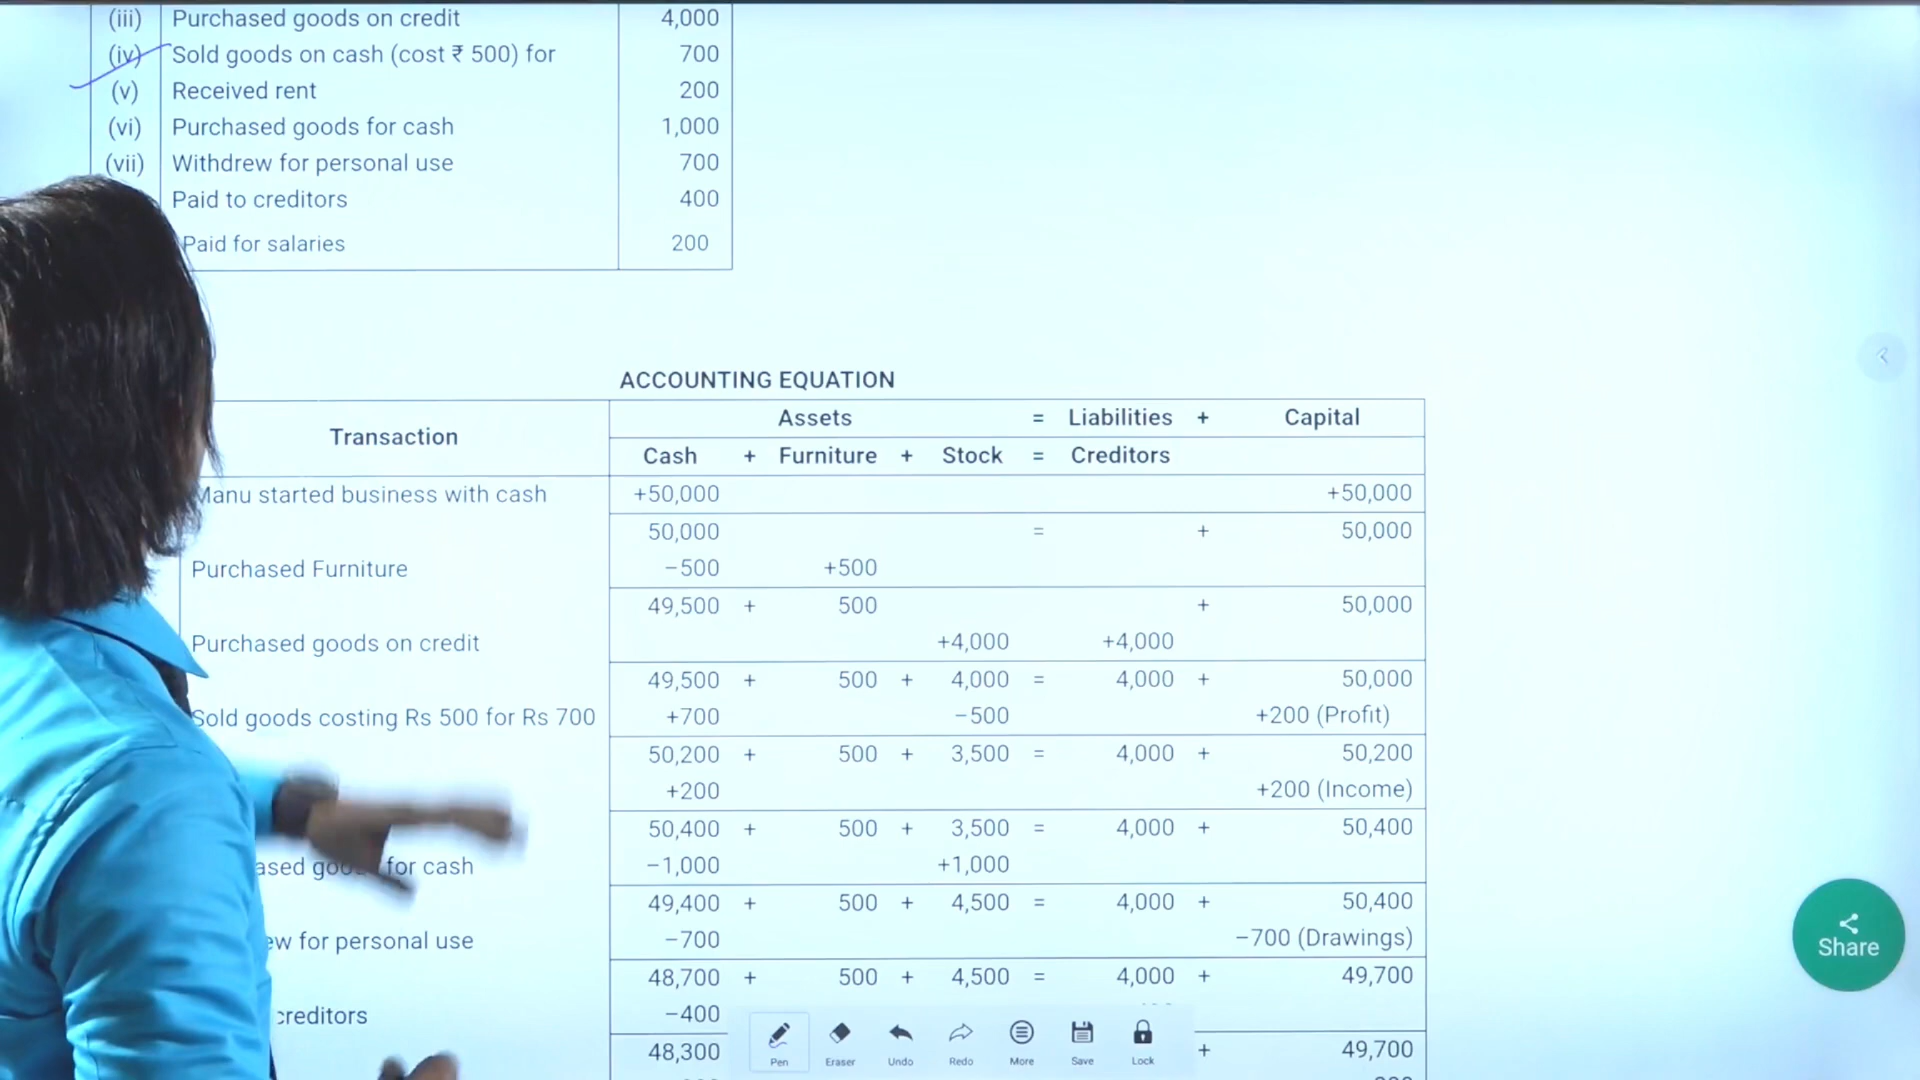 (iii) Purchased goods on credit 4,000
(iv) Sold goods on cash (cost ₹ 500) for 700
(v) Received rent 200
(vi) Purchased goods for cash 1,000
(vii) Withdrew for personal use 700
Paid to creditors 400
Paid for salaries 200
ACCOUNTING EQUATION
Transaction Assets = Liabilities + Capital
Cash + Furniture + Stock = Creditors
Manu started business with cash +50,000 +50,000
50,000 = + 50,000
Purchased Furniture −500 +500
49,500 + 500 + 50,000
Purchased goods on credit +4,000 +4,000
49,500 + 500 + 4,000 = 4,000 + 50,000
Sold goods costing Rs 500 for Rs 700 +700 −500 +200 (Profit)
50,200 + 500 + 3,500 = 4,000 + 50,200
+200 +200 (Income)
50,400 + 500 + 3,500 = 4,000 + 50,400
for cash −1,000 +1,000
49,400 + 500 + 4,500 = 4,000 + 50,400
for personal use −700 −700 (Drawings)
48,700 + 500 + 4,500 = 4,000 + 49,700
creditors −400
48,300 + 49,700
Pen Eraser Undo Redo More Save Lock
Share